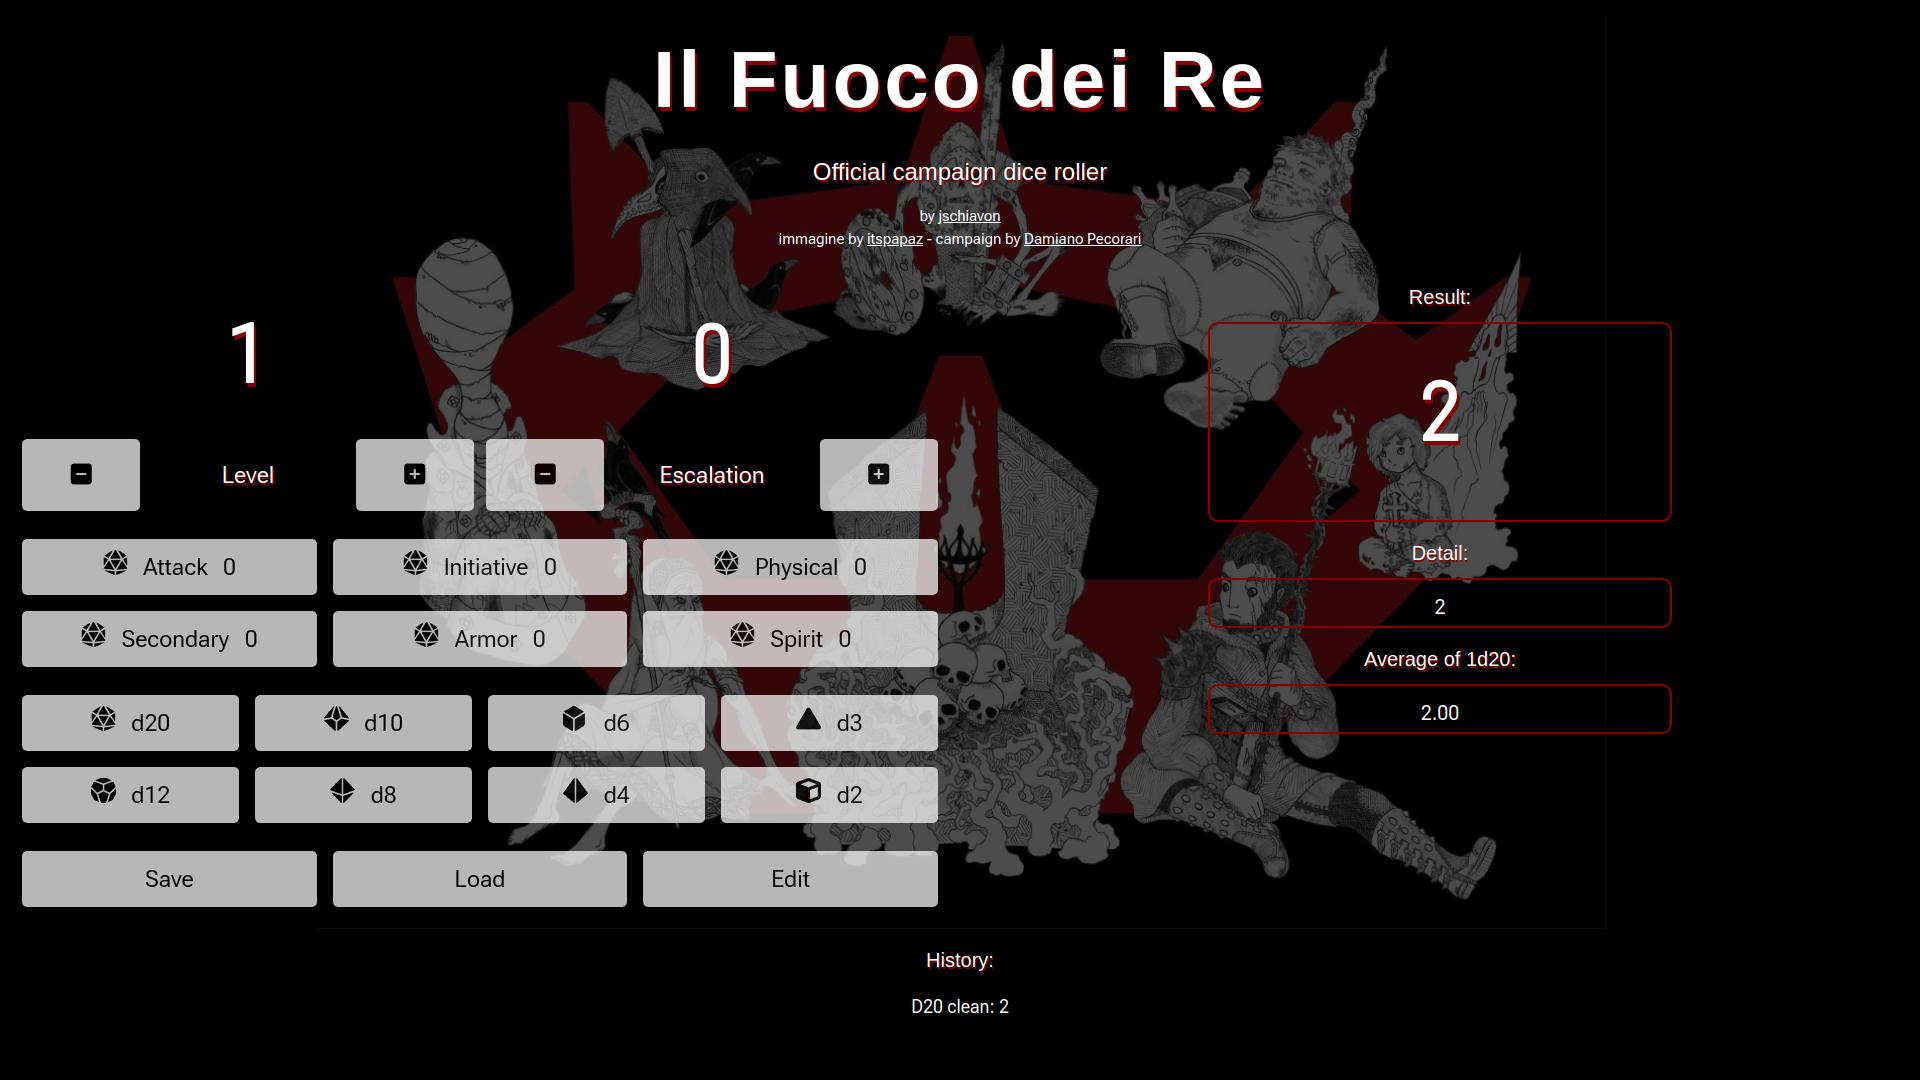 Il Fuoco dei Re
Official campaign dice roller
by jschiavon
immagine by itspapaz - campaign by Damiano Pecorari
1
0
Level
Escalation
Attack 0
Initiative 0
Physical 0
Secondary 0
Armor 0
Spirit 0
d20
d10
d6
d3
d12
d8
d4
d2
Save
Load
Edit
Result:
2
Detail:
2
Average of 1d20:
2.00
History:
D20 clean: 2